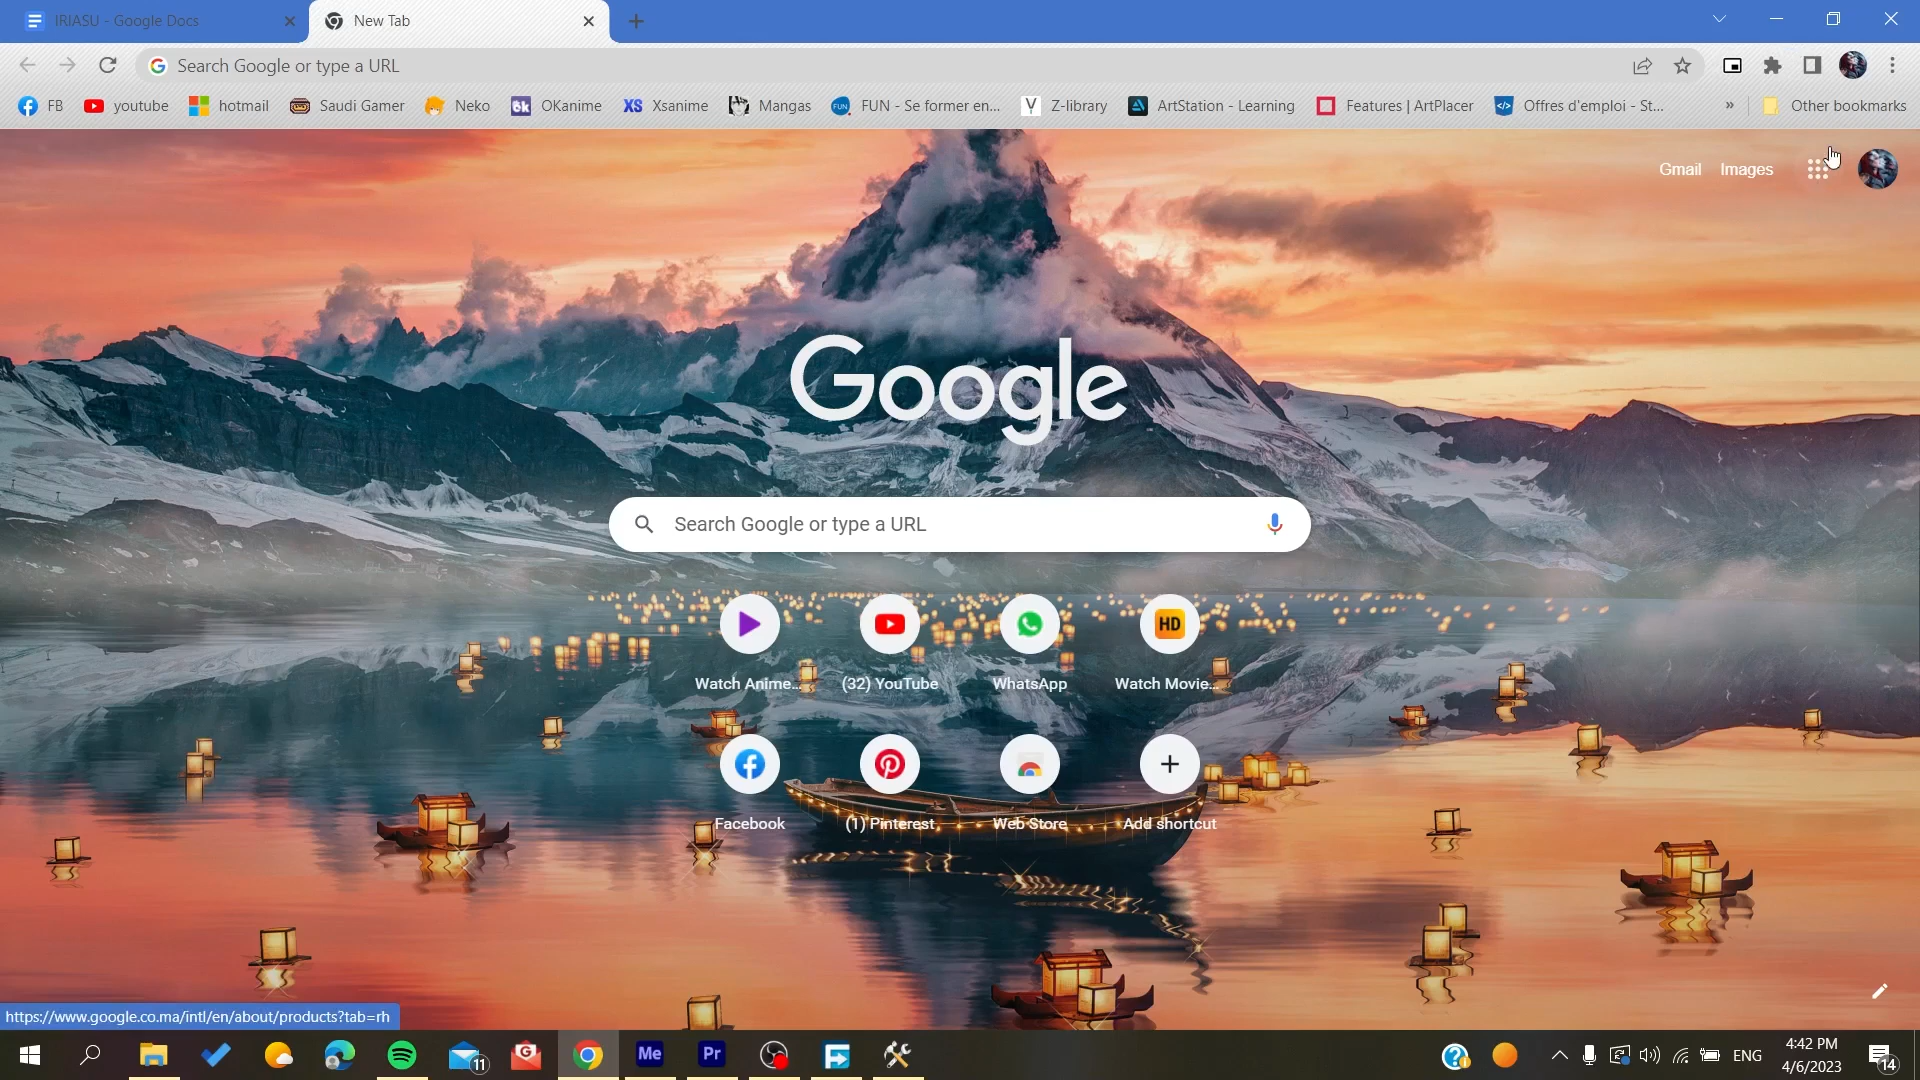 IRIASU - Google Docs
New Tab
Search Google or type a URL
FB
youtube
hotmail
Saudi Gamer
Neko
OKanime
Xsanime
Mangas
FUN - Se former en...
Z-library
ArtStation - Learning
Features | ArtPlacer
Offres d'emploi - St...
»
Other bookmarks
Gmail
Images
Google
Search Google or type a URL
HD
Watch Anime...
(32) YouTube
WhatsApp
Watch Movie...
Facebook
(1) Pinterest
Web Store
Add shortcut
https://www.google.co.ma/intl/en/about/products?tab=rh
11
Me
Pr
ENG
4:42 PM
4/6/2023
14